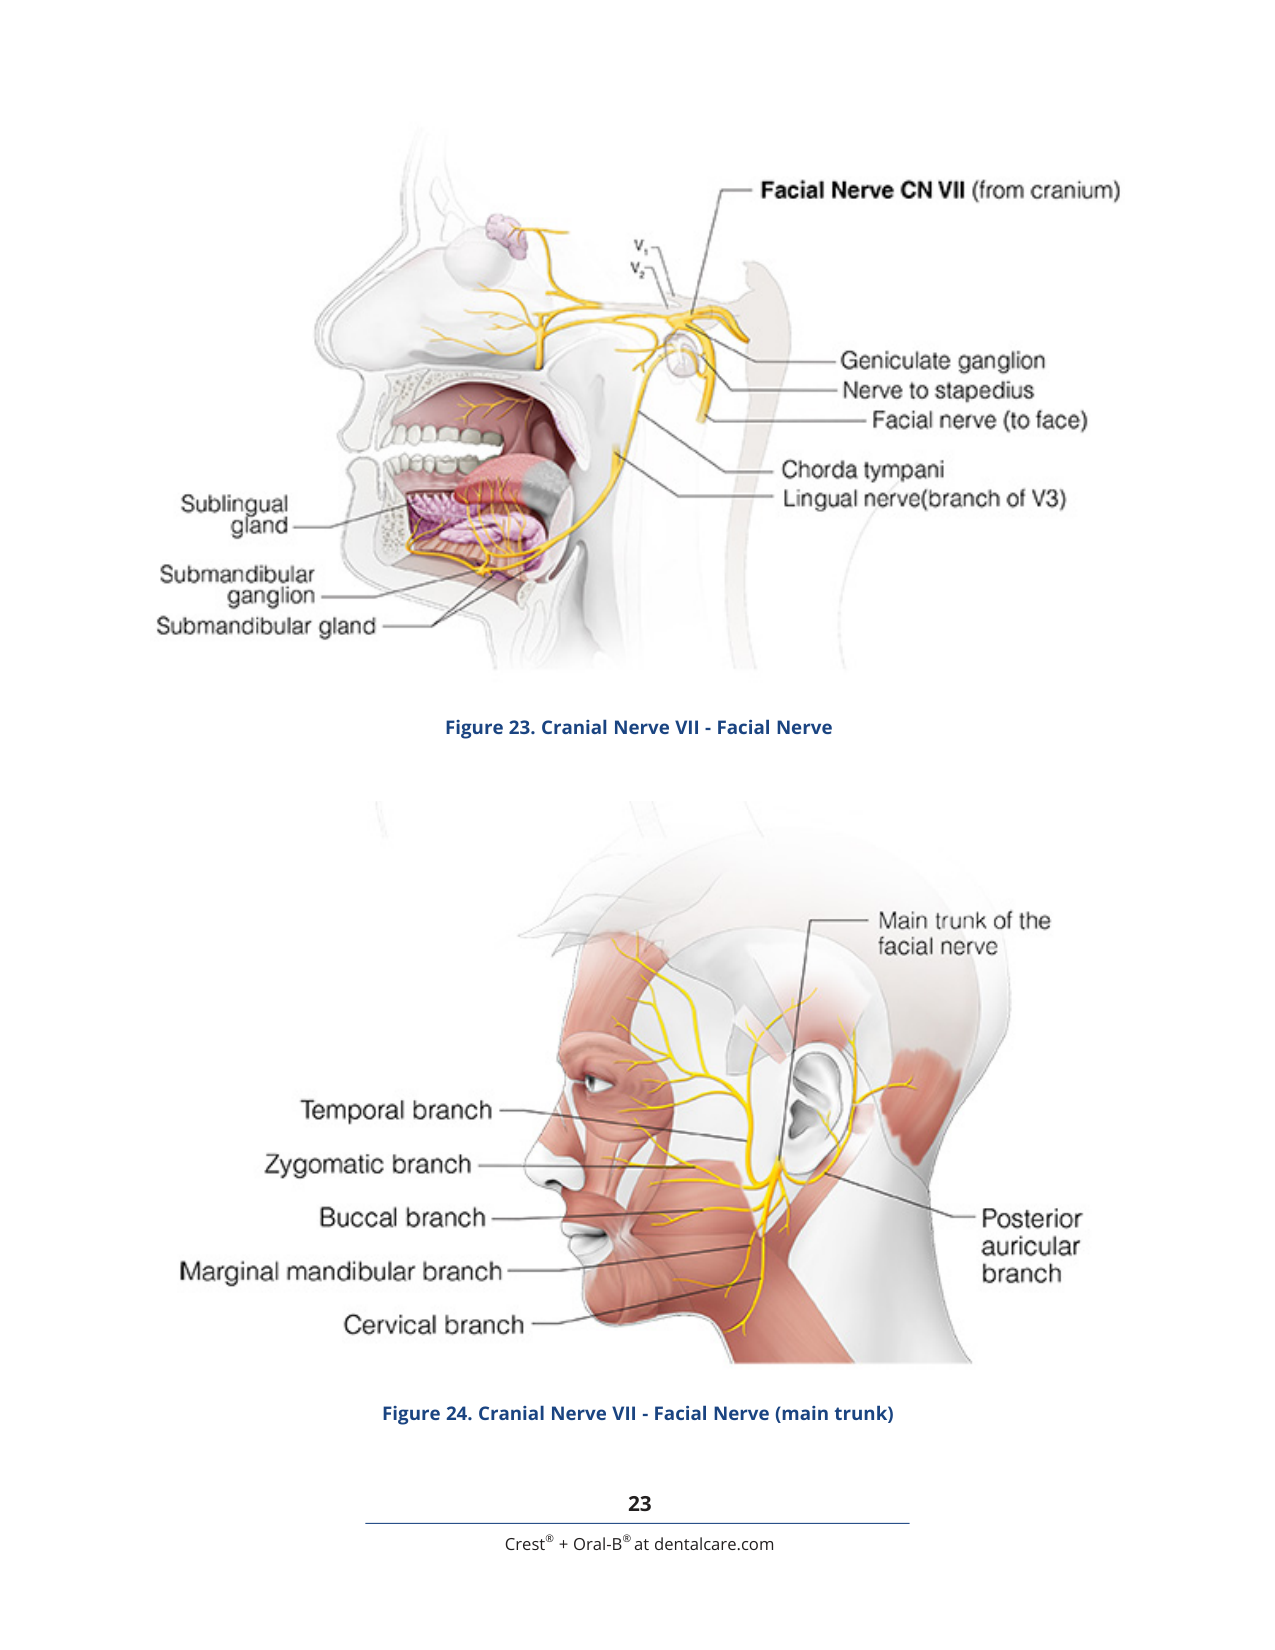 Facial Nerve CN VII (from cranium)
V1
V2
Geniculate ganglion
Nerve to stapedius
Facial nerve (to face)
Chorda tympani
Lingual nerve(branch of V3)
Sublingual
gland
Submandibular
ganglion
Submandibular gland
Figure 23. Cranial Nerve VII - Facial Nerve
Main trunk of the
facial nerve
Temporal branch
Zygomatic branch
Buccal branch
Marginal mandibular branch
Cervical branch
Posterior
auricular
branch
Figure 24. Cranial Nerve VII - Facial Nerve (main trunk)
23
Crest® + Oral-B® at dentalcare.com